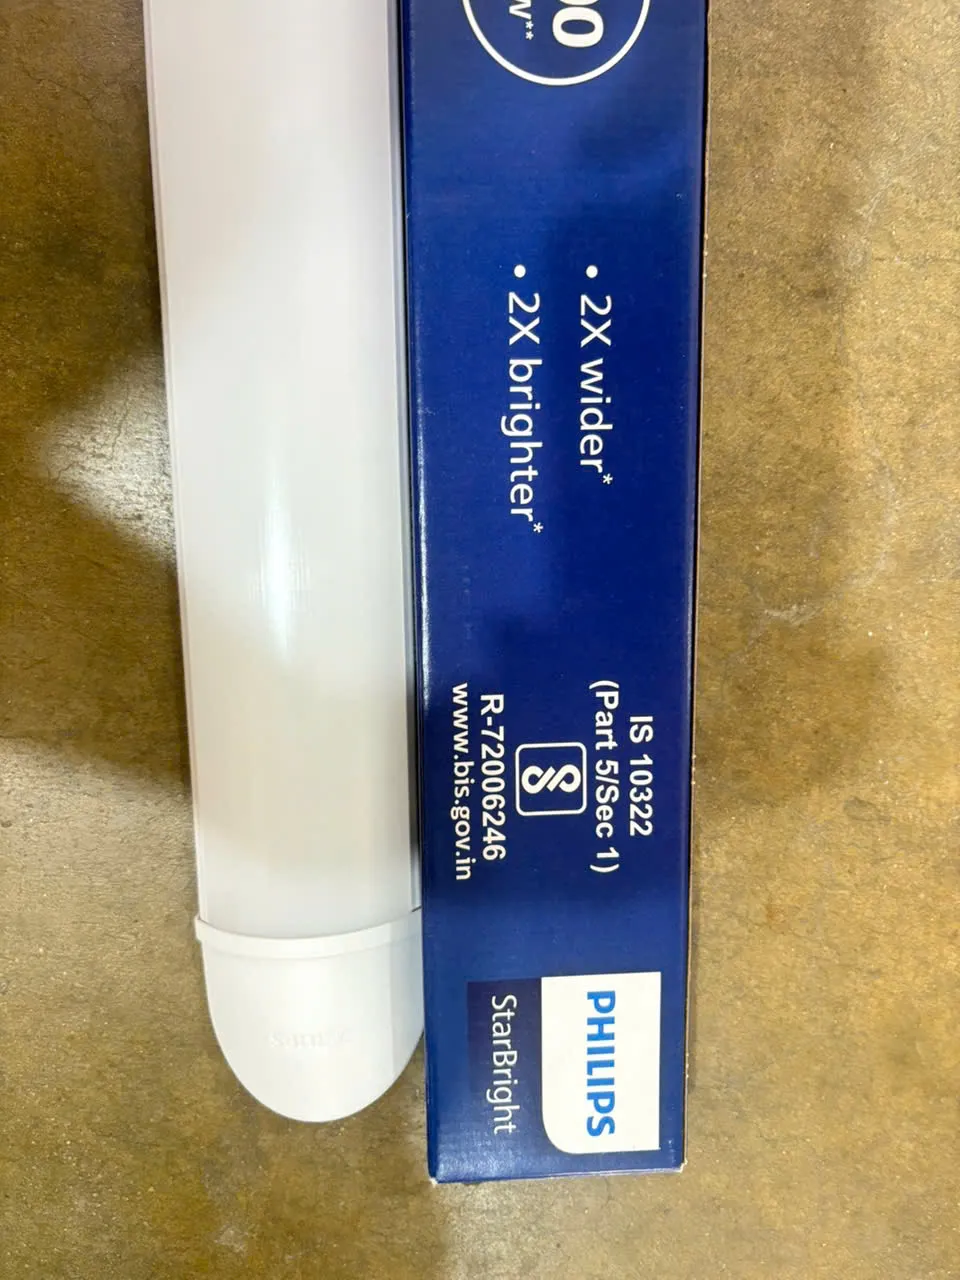 • 2X wider*
• 2X brighter*
IS 10322
(Part 5/Sec 1)
R-72006246
www.bis.gov.in
PHILIPS
StarBright